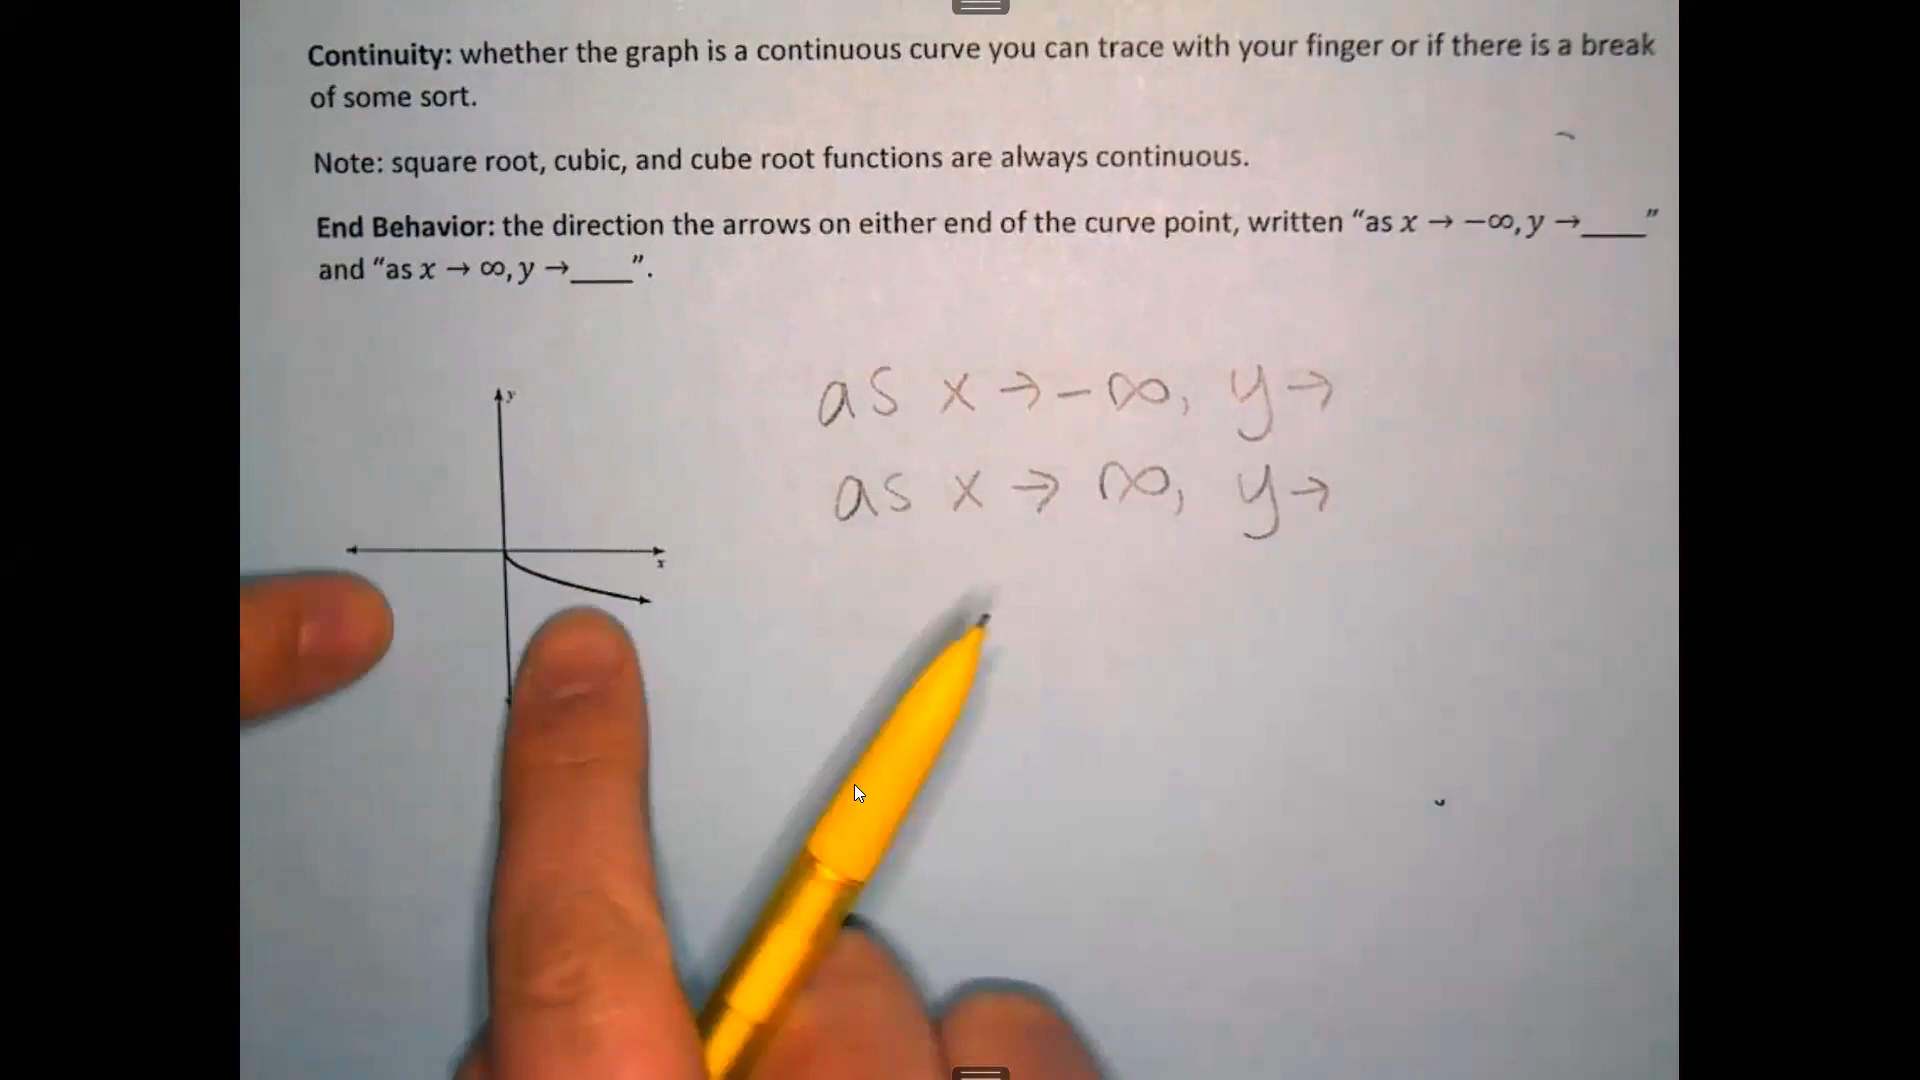 Continuity: whether the graph is a continuous curve you can trace with your finger or if there is a break
of some sort.
Note: square root, cubic, and cube root functions are always continuous.
End Behavior: the direction the arrows on either end of the curve point, written “as x → −∞, y →____”
and “as x → ∞, y →____”.
as x → -∞, y →
as x → ∞, y →
y
x